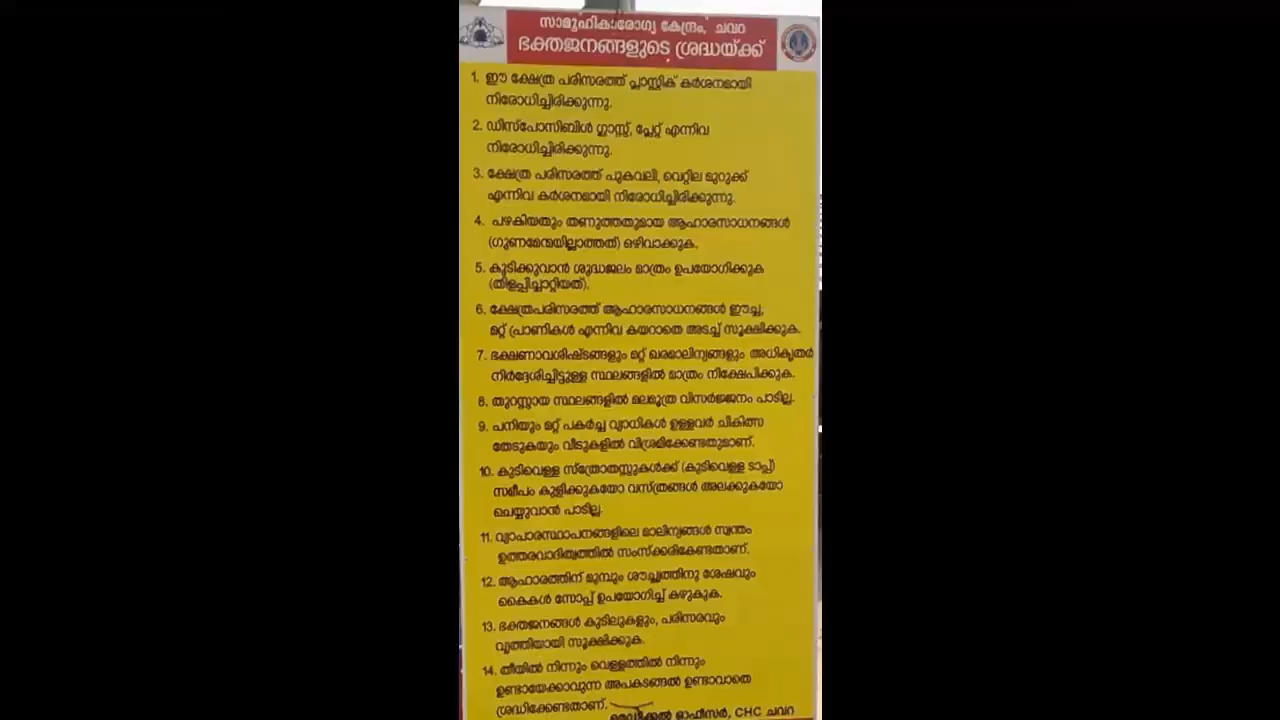 സാമൂഹികാരോഗ്യ കേന്ദ്രം, ചവറ
ഭക്തജനങ്ങളുടെ ശ്രദ്ധയ്ക്ക്
1. ഈ ക്ഷേത്ര പരിസരത്ത് പ്ലാസ്റ്റിക് കർശനമായി
നിരോധിച്ചിരിക്കുന്നു.
2. ഡിസ്പോസിബിൾ ഗ്ലാസ്സ്, പ്ലേറ്റ് എന്നിവ
നിരോധിച്ചിരിക്കുന്നു.
3. ക്ഷേത്ര പരിസരത്ത് പുകവലി, വെറ്റില മുറുക്ക്
എന്നിവ കർശനമായി നിരോധിച്ചിരിക്കുന്നു.
4. പഴകിയതും തണുത്തതുമായ ആഹാരസാധനങ്ങൾ
(ഗുണമേന്മയില്ലാത്തത്) ഒഴിവാക്കുക.
5. കുടിക്കുവാൻ ശുദ്ധജലം മാത്രം ഉപയോഗിക്കുക
(തിളപ്പിച്ചാറ്റിയത്).
6. ക്ഷേത്രപരിസരത്ത് ആഹാരസാധനങ്ങൾ ഈച്ച,
മറ്റ് പ്രാണികൾ എന്നിവ കയറാതെ അടച്ച് സൂക്ഷിക്കുക.
7. ഭക്ഷണാവശിഷ്ടങ്ങളും മറ്റ് ഖരമാലിന്യങ്ങളും അധികൃതർ
നിർദ്ദേശിച്ചിട്ടുള്ള സ്ഥലങ്ങളിൽ മാത്രം നിക്ഷേപിക്കുക.
8. തുറസ്സായ സ്ഥലങ്ങളിൽ മലമൂത്ര വിസർജ്ജനം പാടില്ല.
9. പനിയും മറ്റ് പകർച്ച വ്യാധികൾ ഉള്ളവർ ചികിത്സ
തേടുകയും വീടുകളിൽ വിശ്രമിക്കേണ്ടതുമാണ്.
10. കുടിവെള്ള സ്ത്രോതസ്സുകൾക്ക് (കുടിവെള്ള ടാപ്പ്)
സമീപം കുളിക്കുകയോ വസ്ത്രങ്ങൾ അലക്കുകയോ
ചെയ്യുവാൻ പാടില്ല.
11. വ്യാപാരസ്ഥാപനങ്ങളിലെ മാലിന്യങ്ങൾ സ്വന്തം
ഉത്തരവാദിത്വത്തിൽ സംസ്ക്കരികേണ്ടതാണ്.
12. ആഹാരത്തിന് മുമ്പും ശൗച്ച്യത്തിനു ശേഷവും
കൈകൾ സോപ്പ് ഉപയോഗിച്ച് കഴുകുക.
13. ഭക്തജനങ്ങൾ കുടിലുകളും, പരിസരവും
വൃത്തിയായി സൂക്ഷിക്കുക.
14. തീയിൽ നിന്നും വെള്ളത്തിൽ നിന്നും
ഉണ്ടായേക്കാവുന്ന അപകടങ്ങൽ ഉണ്ടാവാതെ
ശ്രദ്ധിക്കേണ്ടതാണ്.
മെഡിക്കൽ ഓഫീസർ, CHC ചവറ